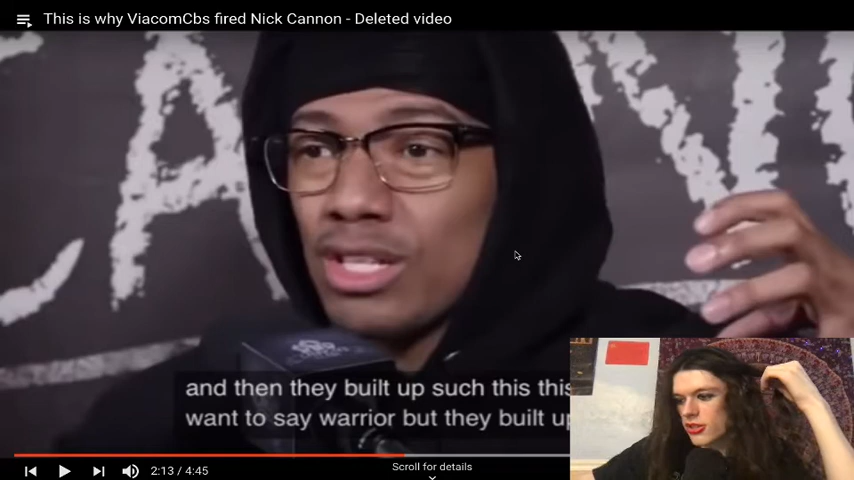 This is why ViacomCbs fired Nick Cannon - Deleted video
and then they built up such this this
want to say warrior but they built up
2:13 / 4:45
Scroll for details